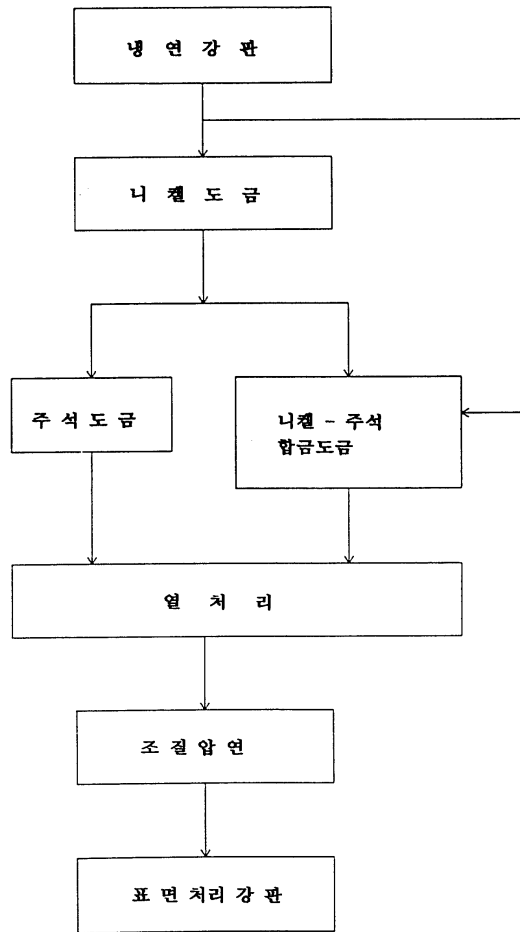 냉 연 강 판
니 켈 도 금
주 석 도 금
니켈 - 주석
합금도금
열 처 리
조 질 압 연
표 면 처 리 강 판